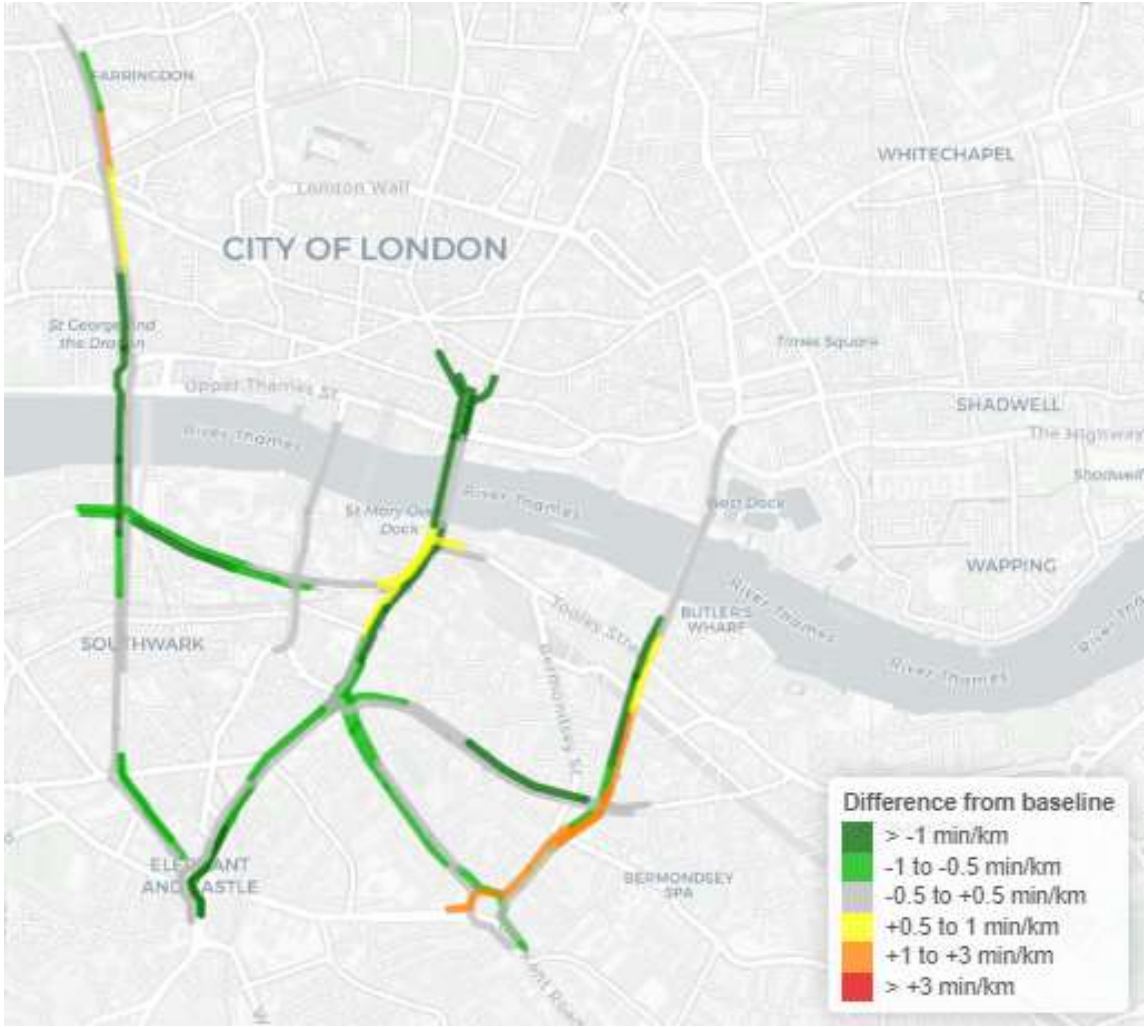 FARRINGDON
WHITECHAPEL
London Wall
CITY OF LONDON
St George and
the Dragon
Times Square
Upper Thames St
SHADWELL
The Highway
River Thames
Shadwell
St Mary
Dock
River Thames
West Dock
WAPPING
River Thames
Tooley Stre
BUTLER'S
WHARF
River Th
SOUTHWARK
River Thames
Bermondsey St
Difference from baseline
> -1 min/km
-1 to -0.5 min/km
-0.5 to +0.5 min/km
+0.5 to 1 min/km
+1 to +3 min/km
> +3 min/km
ELEPHANT
AND CASTLE
BERMONDSEY
SPA